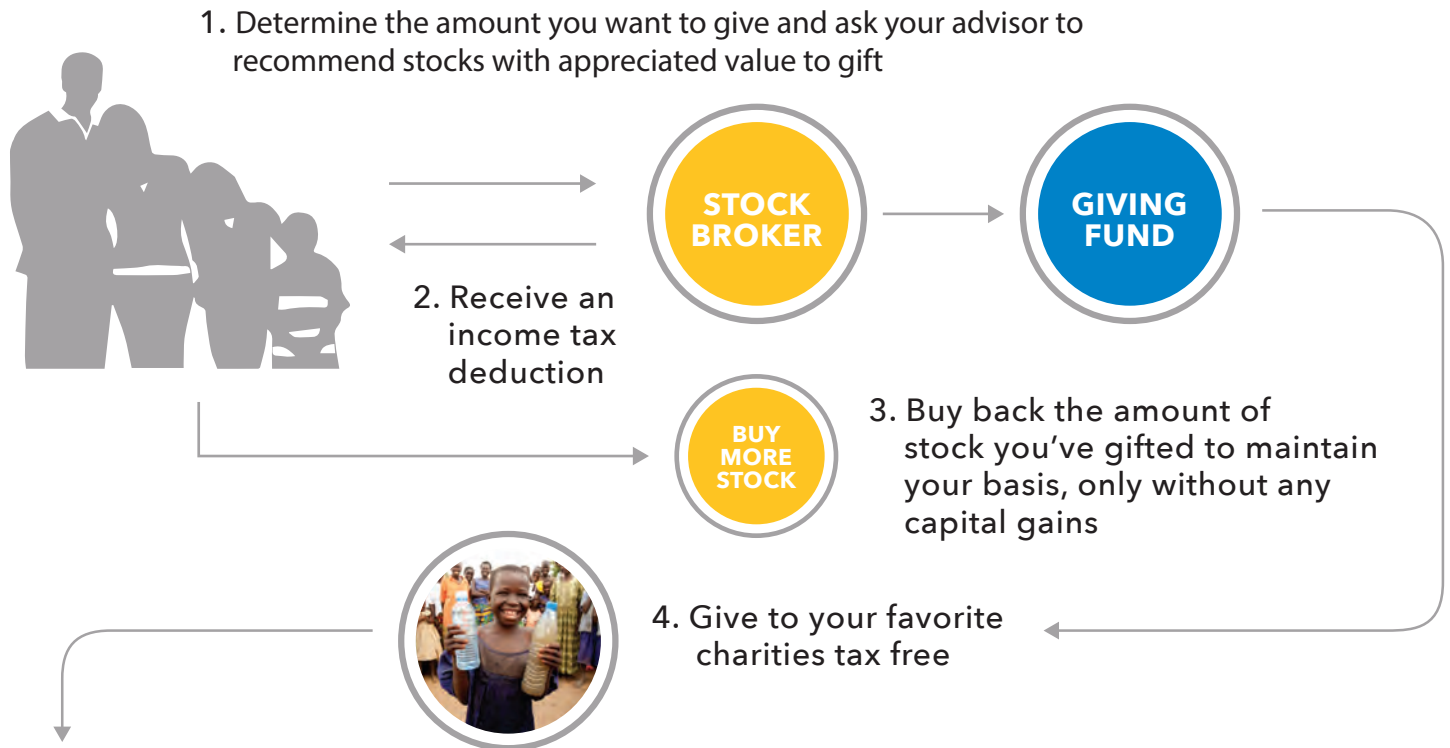 1. Determine the amount you want to give and ask your advisor to
recommend stocks with appreciated value to gift
STOCK
BROKER
GIVING
FUND
2. Receive an
income tax
deduction
BUY
MORE
STOCK
3. Buy back the amount of
stock you’ve gifted to maintain
your basis, only without any
capital gains
4. Give to your favorite
charities tax free